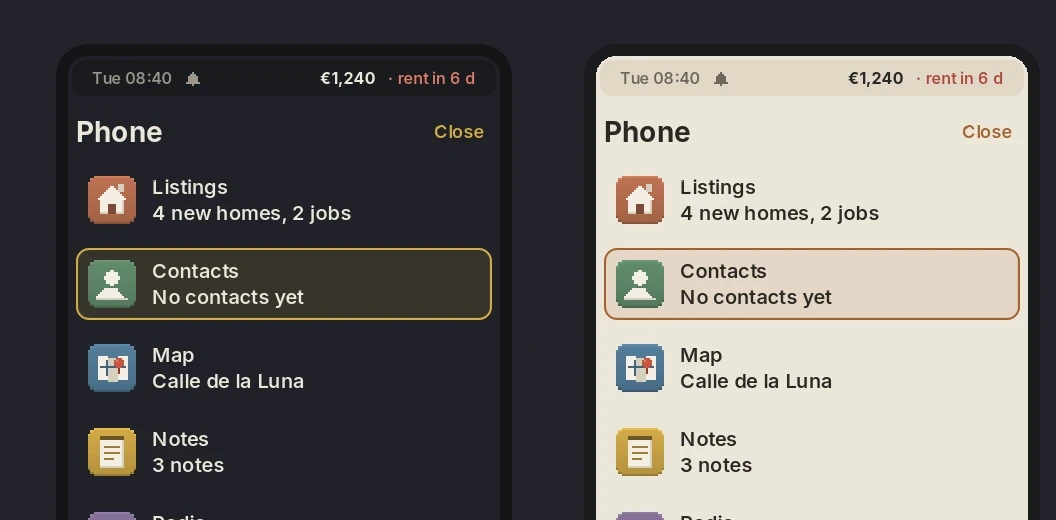 Tue 08:40 €1,240 · rent in 6 d
Phone Close
Listings
4 new homes, 2 jobs
Contacts
No contacts yet
Map
Calle de la Luna
Notes
3 notes
Tue 08:40 €1,240 · rent in 6 d
Phone Close
Listings
4 new homes, 2 jobs
Contacts
No contacts yet
Map
Calle de la Luna
Notes
3 notes